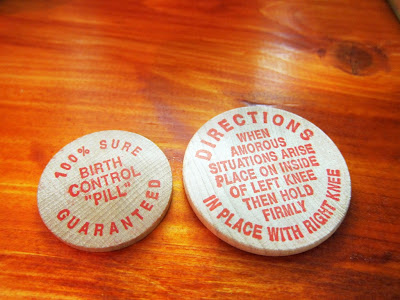 100% SURE
BIRTH
CONTROL
"PILL"
GUARANTEED
DIRECTIONS
WHEN
AMOROUS
SITUATIONS ARISE
PLACE ON INSIDE
OF LEFT KNEE
THEN HOLD
FIRMLY
IN PLACE WITH RIGHT KNEE